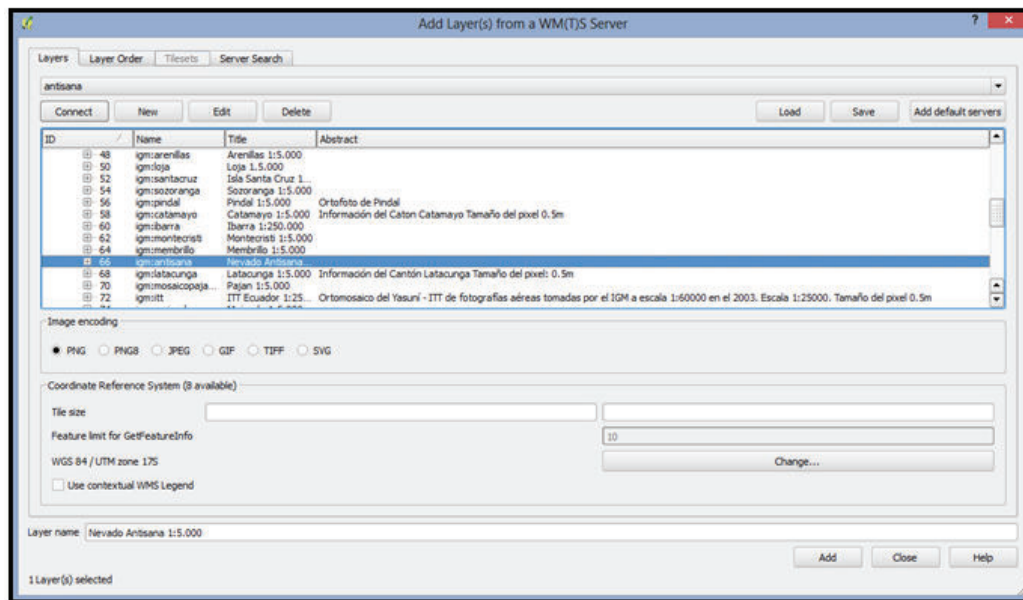 Add Layer(s) from a WM(T)S Server
? ×
Layers Layer Order Tilesets Server Search
antisana
Connect New Edit Delete Load Save Add default servers
ID Name Title Abstract
48 igm:arenillas Arenillas 1:5.000
50 igm:loja Loja 1.5.000
52 igm:santacruz Isla Santa Cruz 1...
54 igm:sozoranga Sozoranga 1:5.000
56 igm:pindal Pindal 1:5.000 Ortofoto de Pindal
58 igm:catamayo Catamayo 1:5.000 Información del Caton Catamayo Tamaño del pixel 0.5m
60 igm:ibarra Ibarra 1:250.000
62 igm:montecristi Montecristi 1:5.000
64 igm:membrillo Membrillo 1:5.000
66 igm:antisana Nevado Antisana...
68 igm:latacunga Latacunga 1:5.000 Información del Cantón Latacunga Tamaño del pixel: 0.5m
70 igm:mosaicopaja... Pajan 1:5.000
72 igm:itt ITT Ecuador 1:25... Ortomosaico del Yasuní - ITT de fotografías aéreas tomadas por el IGM a escala 1:60000 en el 2003. Escala 1:25000. Tamaño del pixel 0.5m
Image encoding
PNG PNG8 JPEG GIF TIFF SVG
Coordinate Reference System (8 available)
Tile size
Feature limit for GetFeatureInfo 10
WGS 84 / UTM zone 17S Change...
Use contextual WMS Legend
Layer name Nevado Antisana 1:5.000
Add Close Help
1 Layer(s) selected